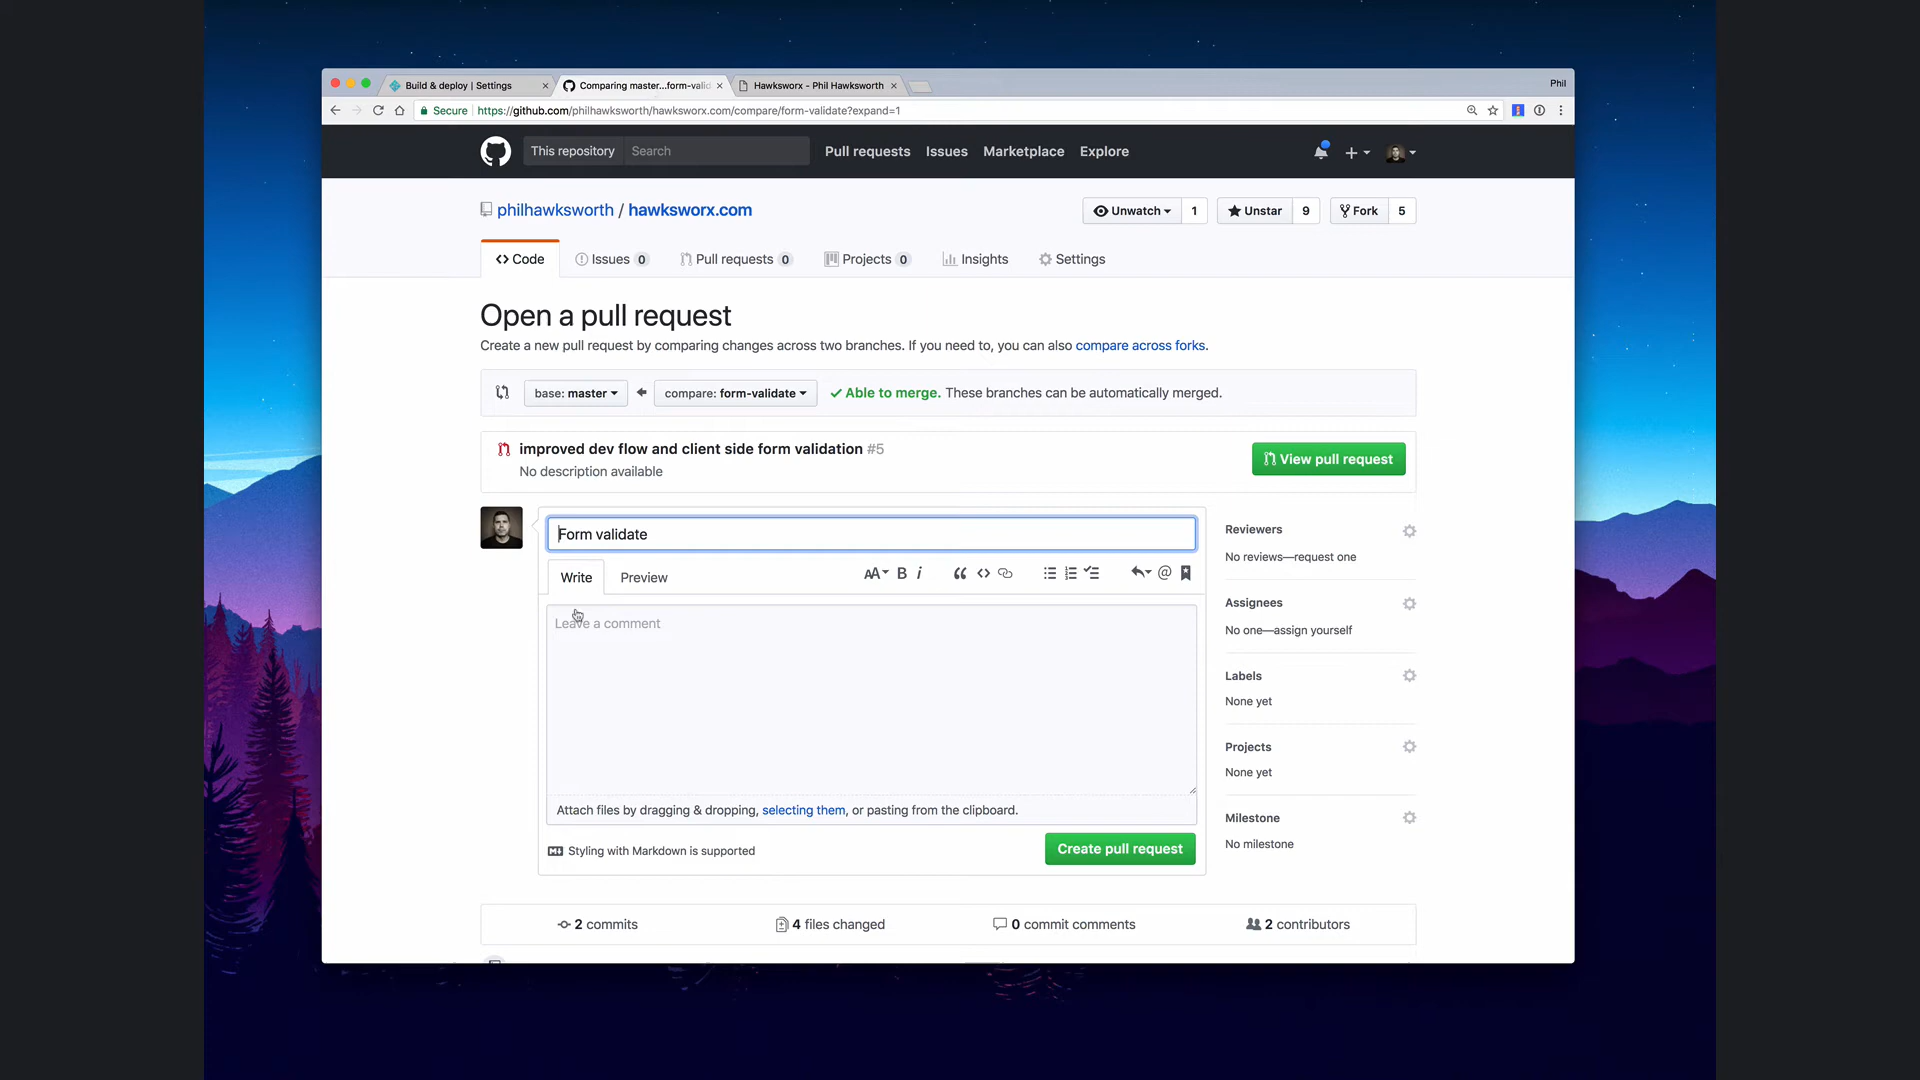 Build & deploy | Settings
Comparing master...form-valid
Hawksworx - Phil Hawksworth
Phil
Secure https://github.com/philhawksworth/hawksworx.com/compare/form-validate?expand=1
This repository Search Pull requests Issues Marketplace Explore
philhawksworth / hawksworx.com
Unwatch 1 Unstar 9 Fork 5
Code Issues 0 Pull requests 0 Projects 0 Insights Settings
Open a pull request
Create a new pull request by comparing changes across two branches. If you need to, you can also compare across forks.
base: master compare: form-validate Able to merge. These branches can be automatically merged.
improved dev flow and client side form validation #5
No description available
View pull request
Form validate
Write Preview AA B i
Leave a comment
Attach files by dragging & dropping, selecting them, or pasting from the clipboard.
Styling with Markdown is supported
Create pull request
Reviewers
No reviews—request one
Assignees
No one—assign yourself
Labels
None yet
Projects
None yet
Milestone
No milestone
2 commits 4 files changed 0 commit comments 2 contributors